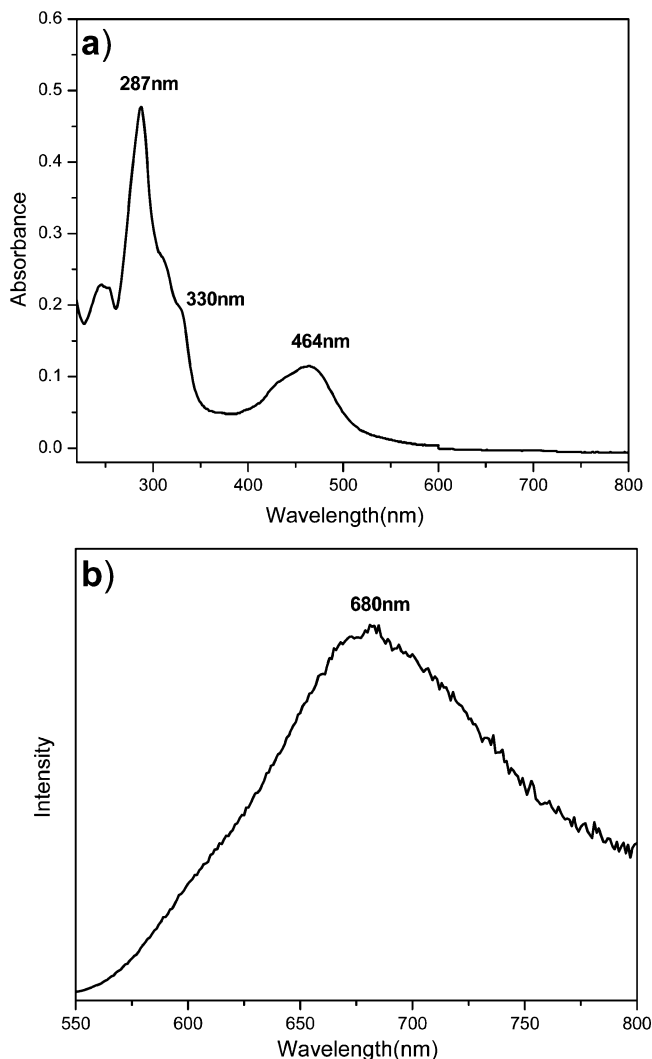 a)
287nm
330nm
464nm
Absorbance
0.6
0.5
0.4
0.3
0.2
0.1
0.0
300 400 500 600 700 800
Wavelength(nm)
b)
680nm
Intensity
550 600 650 700 750 800
Wavelength(nm)